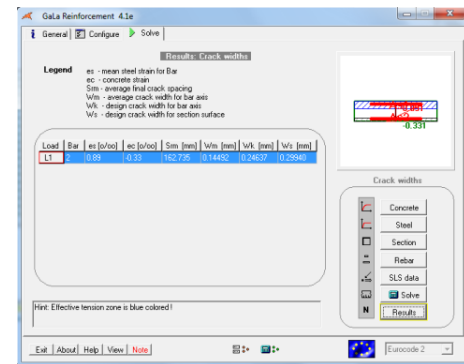 GaLa Reinforcement 4.1e
General Configure Solve
Results: Crack widths
Legend
es - mean steel strain for Bar
ec - concrete strain
Srm - average final crack spacing
Wm - average crack width for bar axis
Wk - design crack width for bar axis
Ws - design crack width for section surface
-0.331
Load Bar es [o/oo] ec [o/oo] Srm [mm] Wm [mm] Wk [mm] Ws [mm]
L1 2 0.89 -0.33 162.735 0.14492 0.24637 0.29940
Crack widths
Concrete
Steel
Section
Rebar
SLS data
Solve
N Results
Hint: Effective tension zone is blue colored !
Exit About Help View Note Eurocode 2